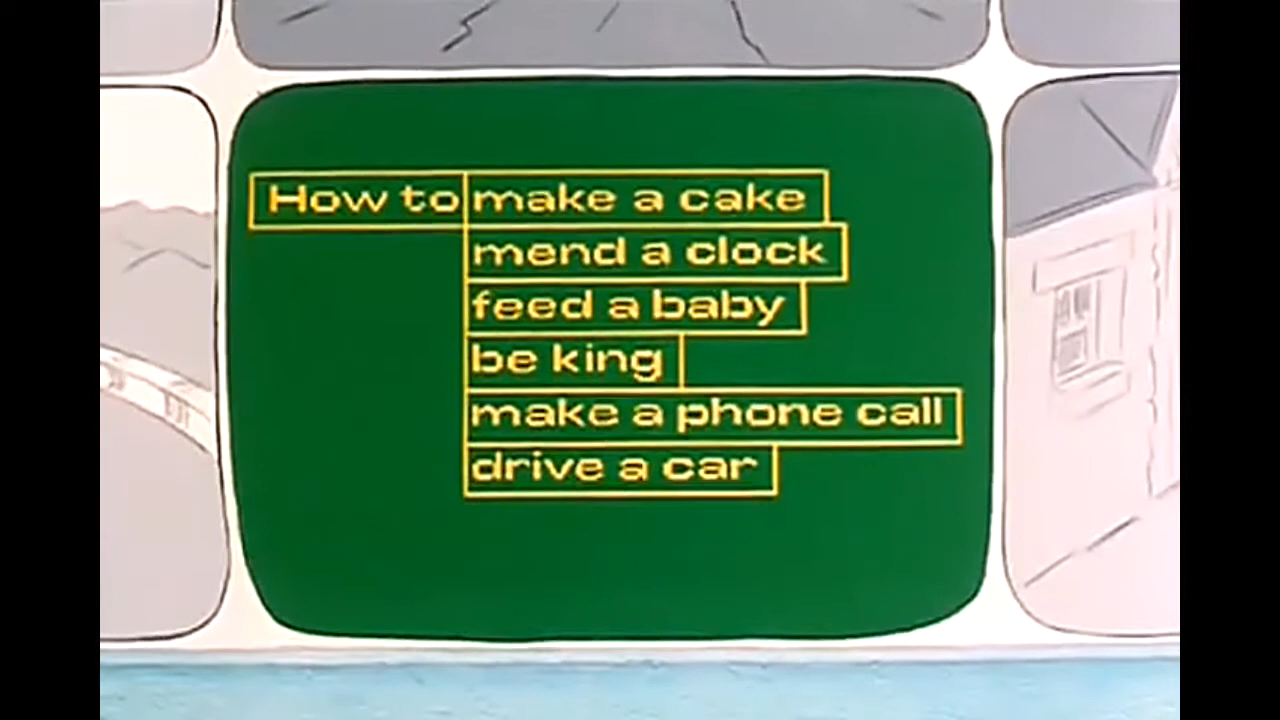 How to make a cake
mend a clock
feed a baby
be king
make a phone call
drive a car